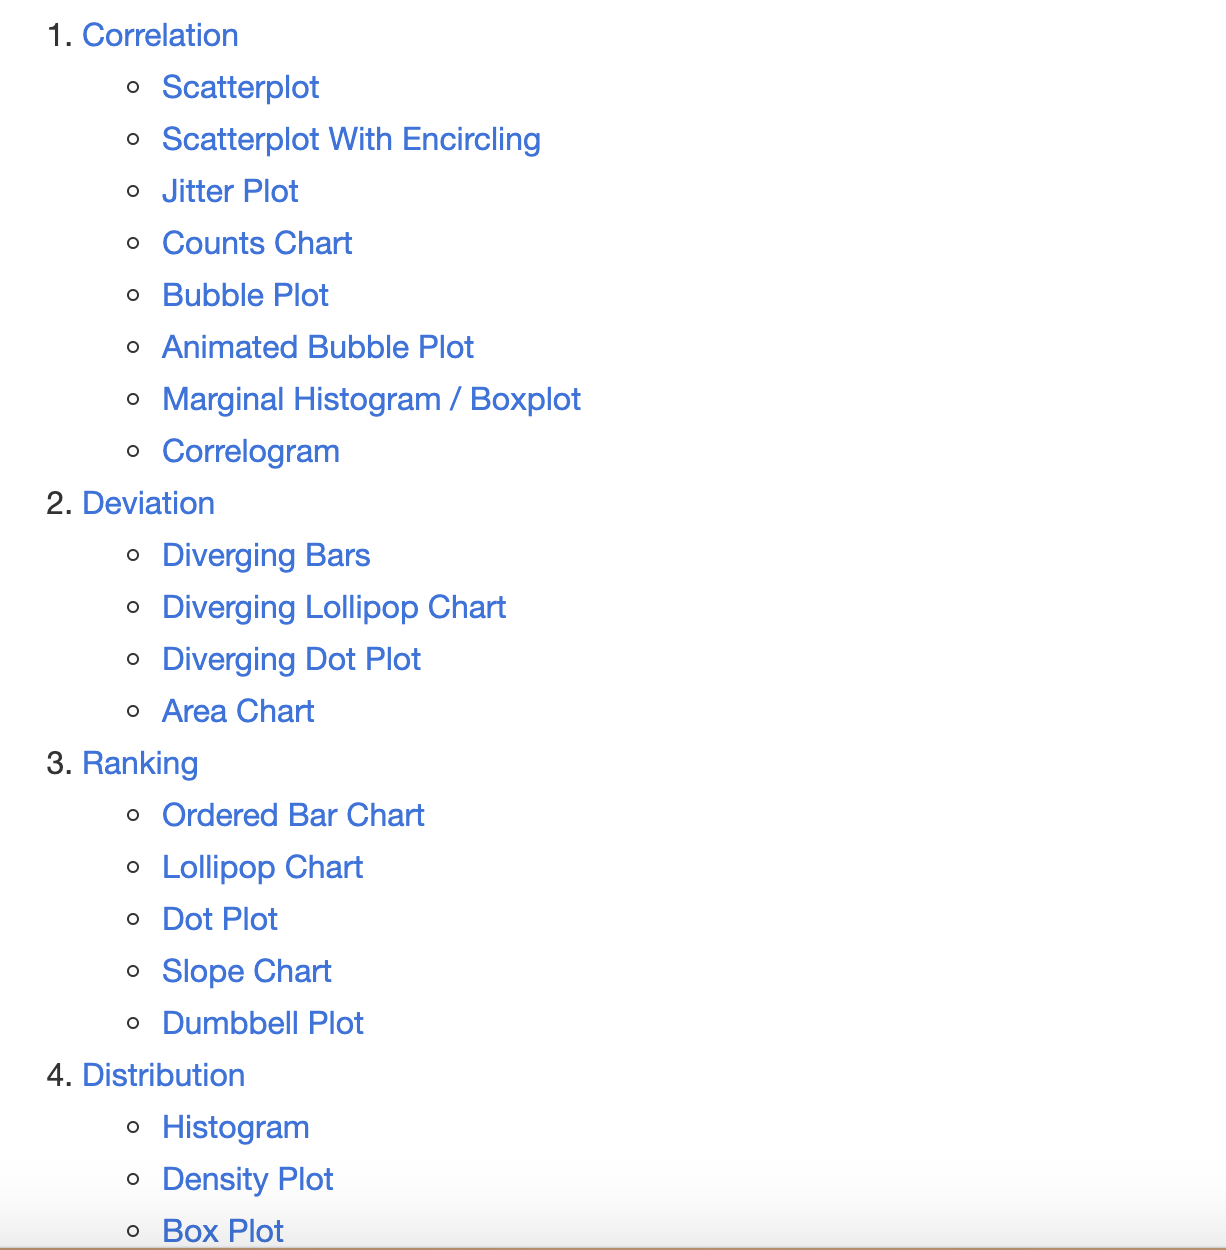 1. Correlation
Scatterplot
Scatterplot With Encircling
Jitter Plot
Counts Chart
Bubble Plot
Animated Bubble Plot
Marginal Histogram / Boxplot
Correlogram
2. Deviation
Diverging Bars
Diverging Lollipop Chart
Diverging Dot Plot
Area Chart
3. Ranking
Ordered Bar Chart
Lollipop Chart
Dot Plot
Slope Chart
Dumbbell Plot
4. Distribution
Histogram
Density Plot
Box Plot